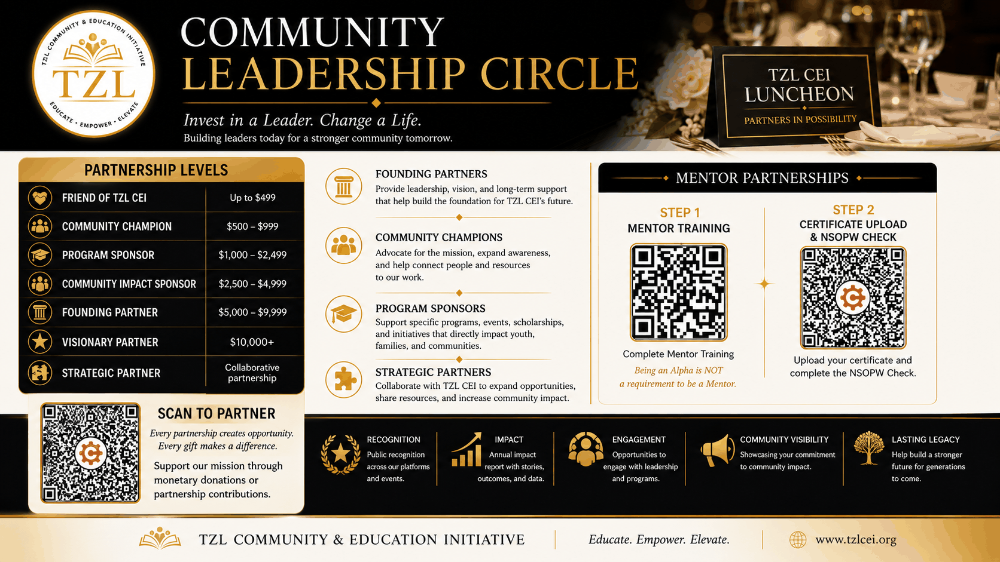 TZL COMMUNITY & EDUCATION INITIATIVE
TZL
EDUCATE • EMPOWER • ELEVATE
COMMUNITY
LEADERSHIP CIRCLE
Invest in a Leader. Change a Life.
Building leaders today for a stronger community tomorrow.
TZL CEI
LUNCHEON
PARTNERS IN POSSIBILITY
PARTNERSHIP LEVELS
FRIEND OF TZL CEI Up to $499
COMMUNITY CHAMPION $500 – $999
PROGRAM SPONSOR $1,000 – $2,499
COMMUNITY IMPACT SPONSOR $2,500 – $4,999
FOUNDING PARTNER $5,000 – $9,999
VISIONARY PARTNER $10,000+
STRATEGIC PARTNER Collaborative
partnership
SCAN TO PARTNER
Every partnership creates opportunity.
Every gift makes a difference.
Support our mission through
monetary donations or
partnership contributions.
FOUNDING PARTNERS
Provide leadership, vision, and long-term support
that help build the foundation for TZL CEI's future.
COMMUNITY CHAMPIONS
Advocate for the mission, expand awareness,
and help connect people and resources
to our work.
PROGRAM SPONSORS
Support specific programs, events, scholarships,
and initiatives that directly impact youth,
families, and communities.
STRATEGIC PARTNERS
Collaborate with TZL CEI to expand opportunities,
share resources, and increase community impact.
MENTOR PARTNERSHIPS
STEP 1
MENTOR TRAINING
Complete Mentor Training
Being an Alpha is NOT
a requirement to be a Mentor.
STEP 2
CERTIFICATE UPLOAD
& NSOPW CHECK
Upload your certificate and
complete the NSOPW Check.
RECOGNITION
Public recognition
across our platforms
and events.
IMPACT
Annual impact
report with stories,
outcomes, and data.
ENGAGEMENT
Opportunities to
engage with leadership
and programs.
COMMUNITY VISIBILITY
Showcasing your commitment
to community impact.
LASTING LEGACY
Help build a stronger
future for generations
to come.
TZL COMMUNITY & EDUCATION INITIATIVE
Educate. Empower. Elevate.
www.tzlcei.org